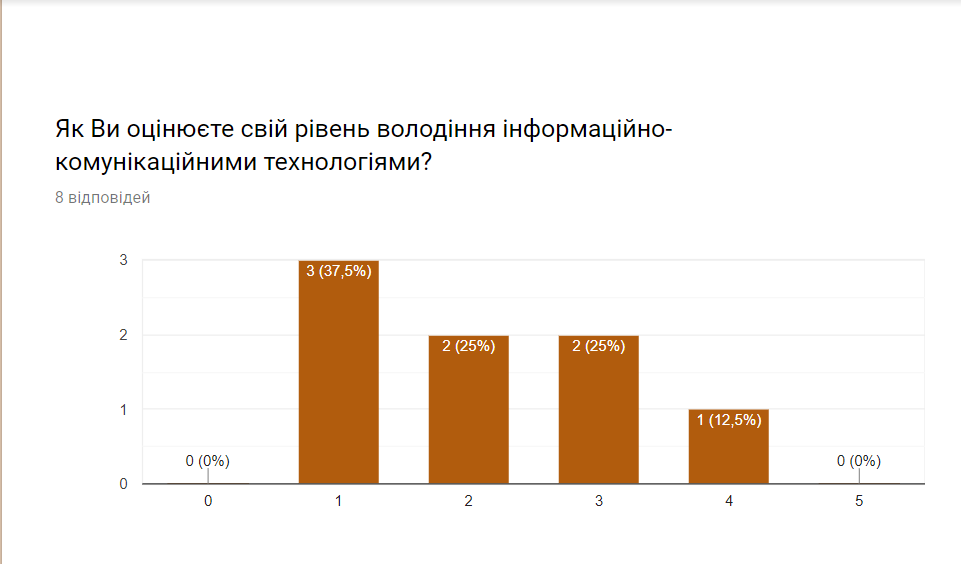 Як Ви оцінюєте свій рівень володіння інформаційно-
комунікаційними технологіями?
8 відповідей
3
2
1
0
0 (0%)
3 (37,5%)
2 (25%)
2 (25%)
1 (12,5%)
0 (0%)
0 1 2 3 4 5